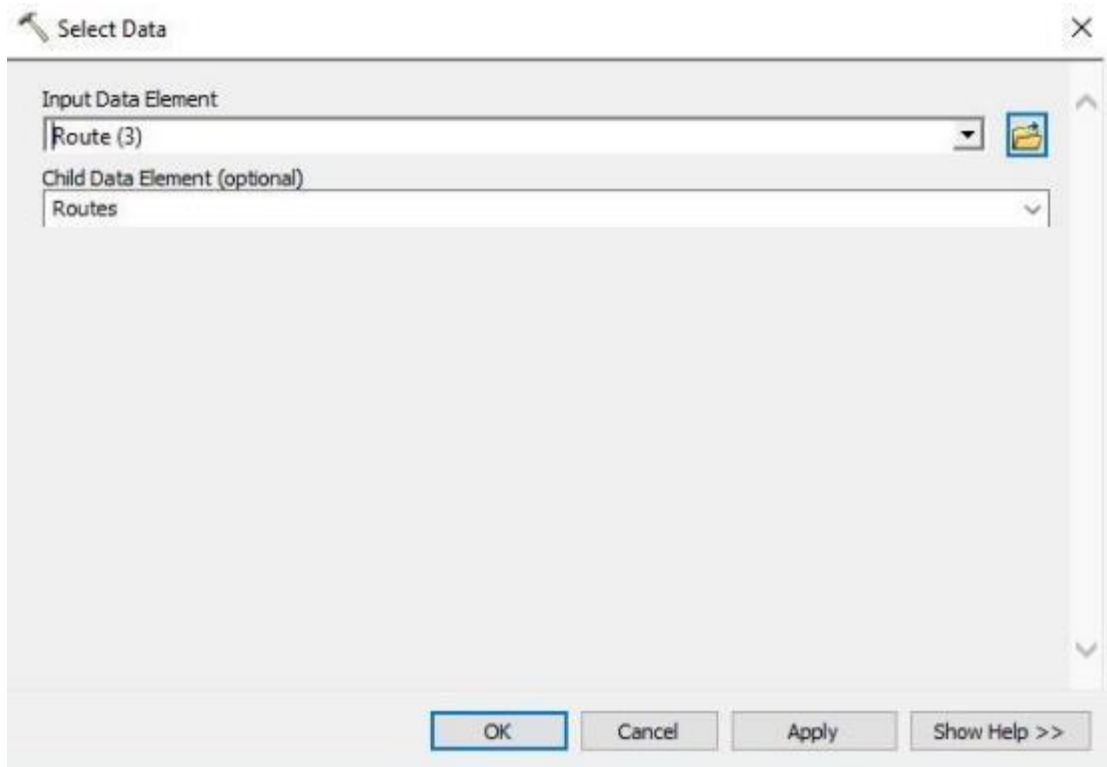 Select Data
Input Data Element
Route (3)
Child Data Element (optional)
Routes
OK Cancel Apply Show Help >>